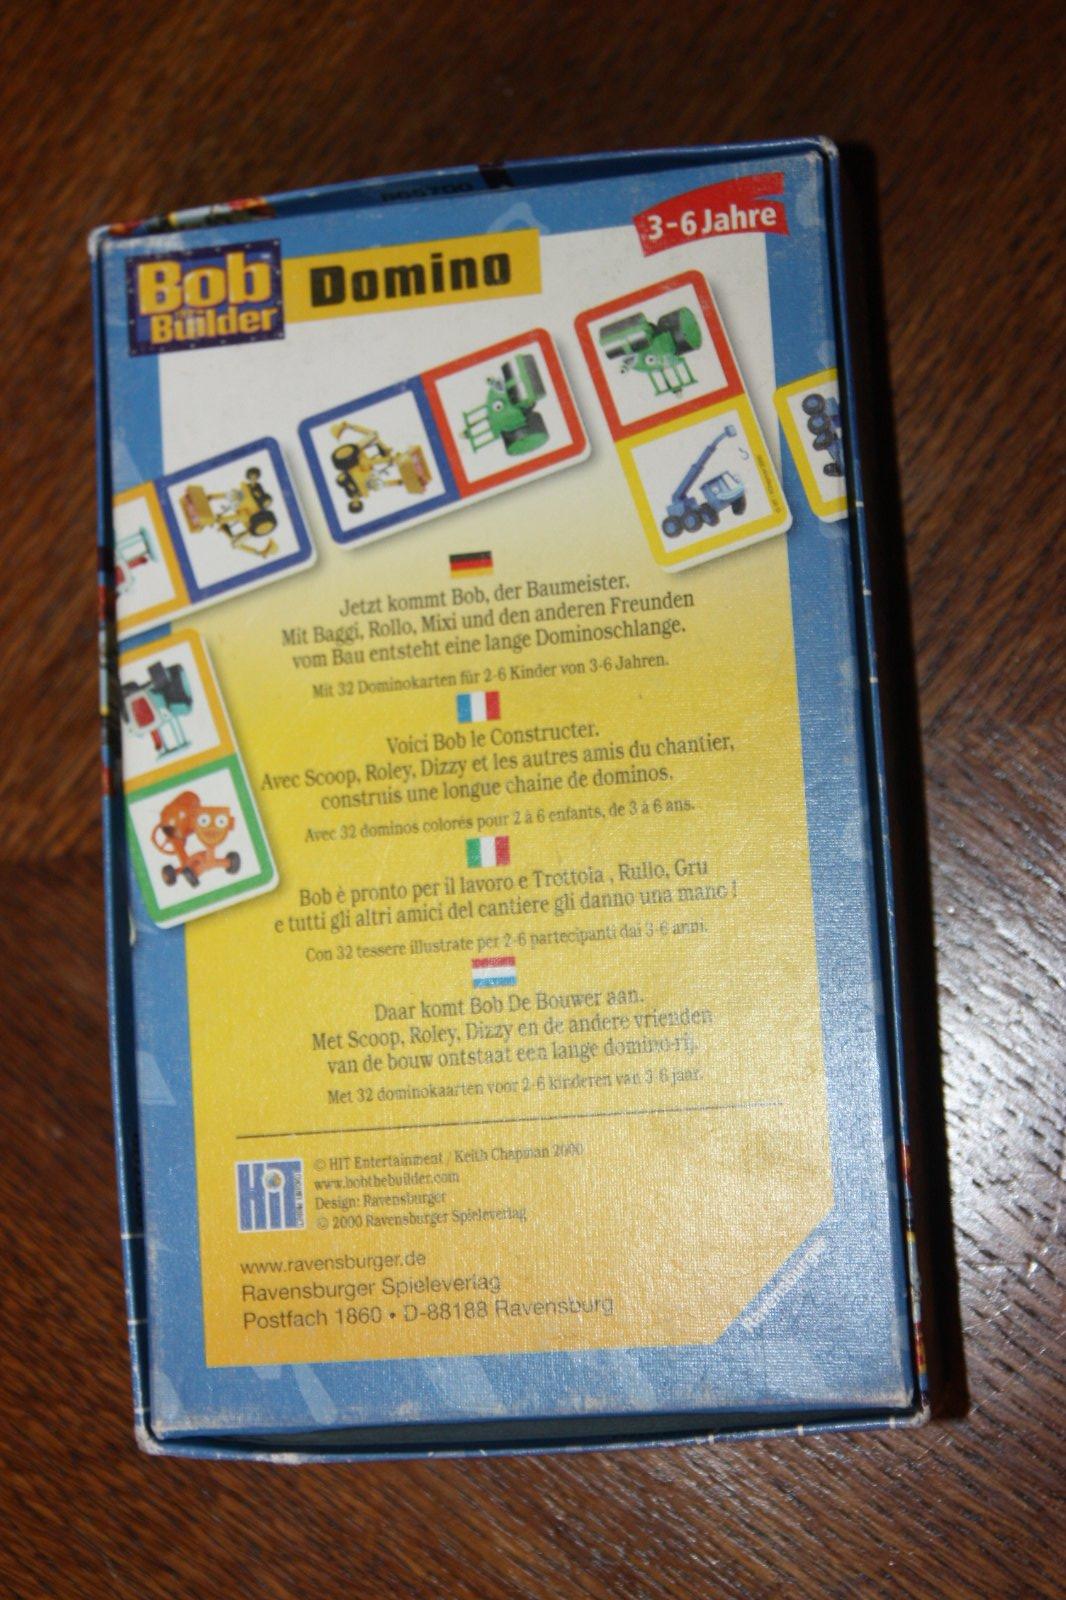 Bob
the
Builder
Domino
3-6 Jahre
Jetzt kommt Bob, der Baumeister.
Mit Baggi, Rollo, Mixi und den anderen Freunden
vom Bau entsteht eine lange Dominoschlange.
Mit 32 Dominokarten für 2-6 Kinder von 3-6 Jahren.
Voici Bob le Constructer.
Avec Scoop, Roley, Dizzy et les autres amis du chantier,
construis une longue chaine de dominos.
Avec 32 dominos colorés pour 2 à 6 enfants, de 3 à 6 ans.
Bob è pronto per il lavoro e Trottola , Rullo, Gru
e tutti gli altri amici del cantiere gli danno una mano !
Con 32 tessere illustrate per 2-6 partecipanti dai 3-6 anni.
Daar komt Bob De Bouwer aan.
Met Scoop, Roley, Dizzy en de andere vrienden
van de bouw ontstaat een lange domino-rij.
Met 32 dominokaarten voor 2-6 kinderen van 3-6 jaar.
HiT
© HIT Entertainment / Keith Chapman 2000
www.bobthebuilder.com
Design: Ravensburger
© 2000 Ravensburger Spieleverlag
www.ravensburger.de
Ravensburger Spieleverlag
Postfach 1860 • D-88188 Ravensburg
Ravensburger